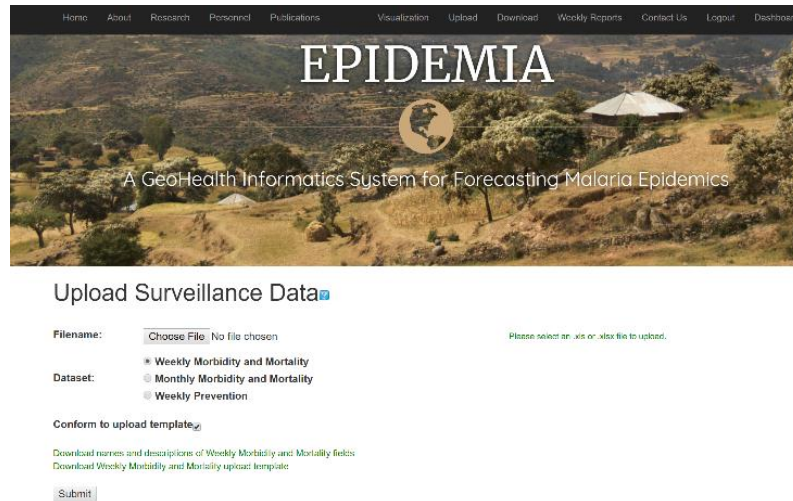 Home About Research Personnel Publications Visualization Upload Download Weekly Reports Contact Us Logout Dashboar
EPIDEMIA
A GeoHealth Informatics System for Forecasting Malaria Epidemics
Upload Surveillance Data
Filename: Choose File No file chosen Please select an .xls or .xlsx file to upload.
Weekly Morbidity and Mortality
Dataset: Monthly Morbidity and Mortality
Weekly Prevention
Conform to upload template
Download names and descriptions of Weekly Morbidity and Mortality fields
Download Weekly Morbidity and Mortality upload template
Submit